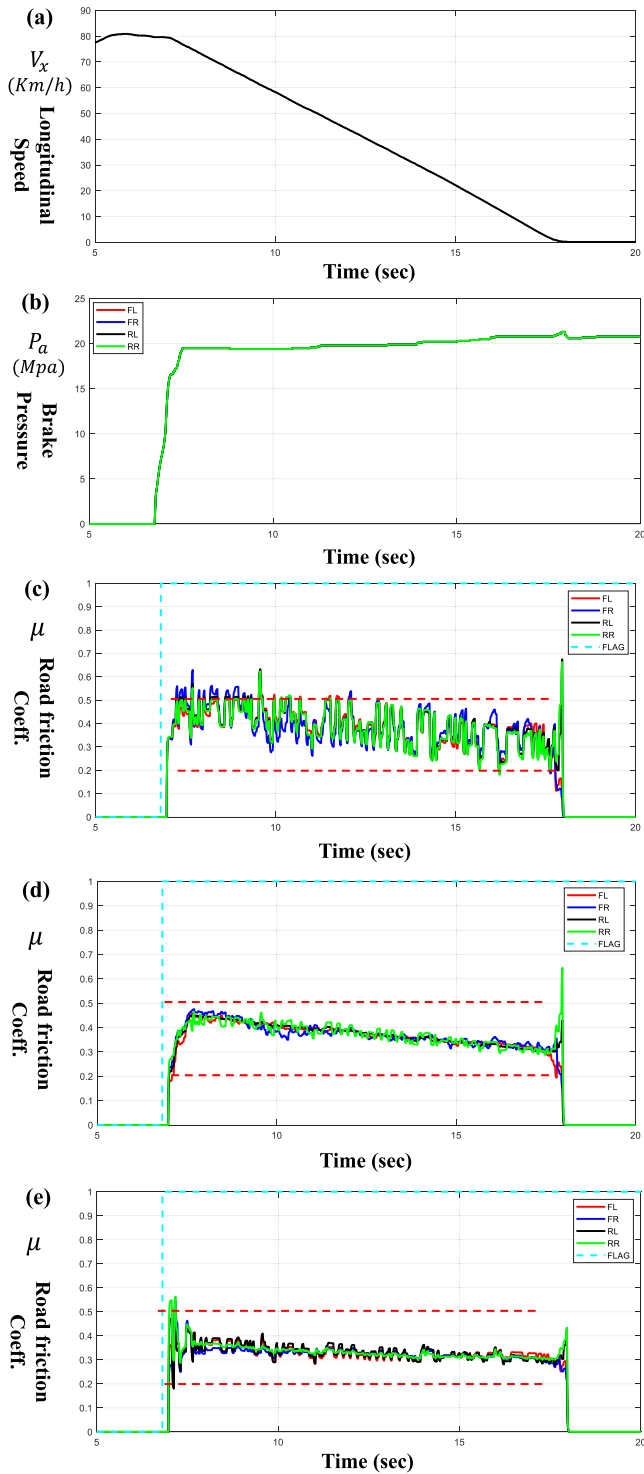 (a)
V_x
(Km/h)
Longitudinal
Speed
90
80
70
60
50
40
30
20
10
0
5
10
15
20
Time (sec)
(b)
P_a
(Mpa)
Brake
Pressure
25
20
15
10
5
0
FL
FR
RL
RR
5
10
15
20
Time (sec)
(c)
μ
Road friction
Coeff.
1
0.9
0.8
0.7
0.6
0.5
0.4
0.3
0.2
0.1
0
FL
FR
RL
RR
FLAG
5
10
15
20
Time (sec)
(d)
μ
Road friction
Coeff.
1
0.9
0.8
0.7
0.6
0.5
0.4
0.3
0.2
0.1
0
FL
FR
RL
RR
FLAG
5
10
15
20
Time (sec)
(e)
μ
Road friction
Coeff.
1
0.9
0.8
0.7
0.6
0.5
0.4
0.3
0.2
0.1
0
FL
FR
RL
RR
FLAG
5
10
15
20
Time (sec)